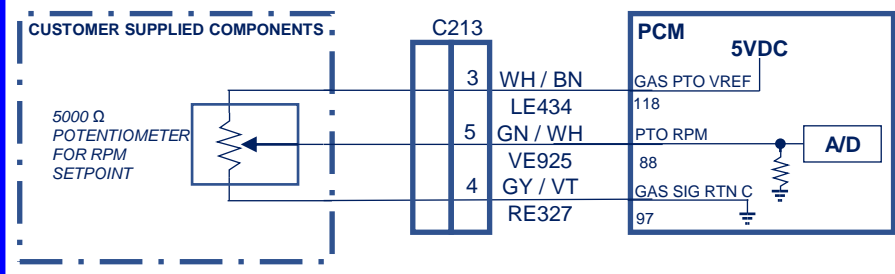 CUSTOMER SUPPLIED COMPONENTS
C213
PCM
5VDC
3
WH / BN
GAS PTO VREF
LE434
118
5000 Ω
POTENTIOMETER
FOR RPM
SETPOINT
5
GN / WH
PTO RPM
A/D
VE925
88
4
GY / VT
GAS SIG RTN C
RE327
97